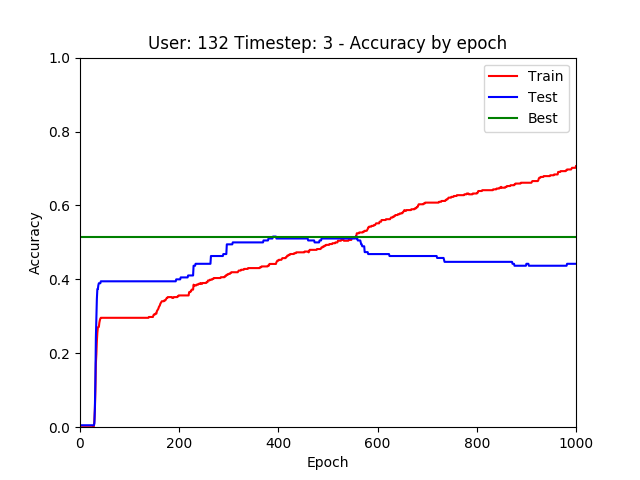 User: 132 Timestep: 3 - Accuracy by epoch
Train
Test
Best
1.0
0.8
0.6
0.4
0.2
0.0
Accuracy
0 200 400 600 800 1000
Epoch